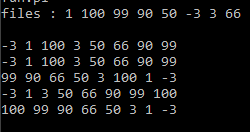 files : 1 100 99 90 50 -3 3 66
-3 1 100 3 50 66 90 99
-3 1 100 3 50 66 90 99
99 90 66 50 3 100 1 -3
-3 1 3 50 66 90 99 100
100 99 90 66 50 3 1 -3